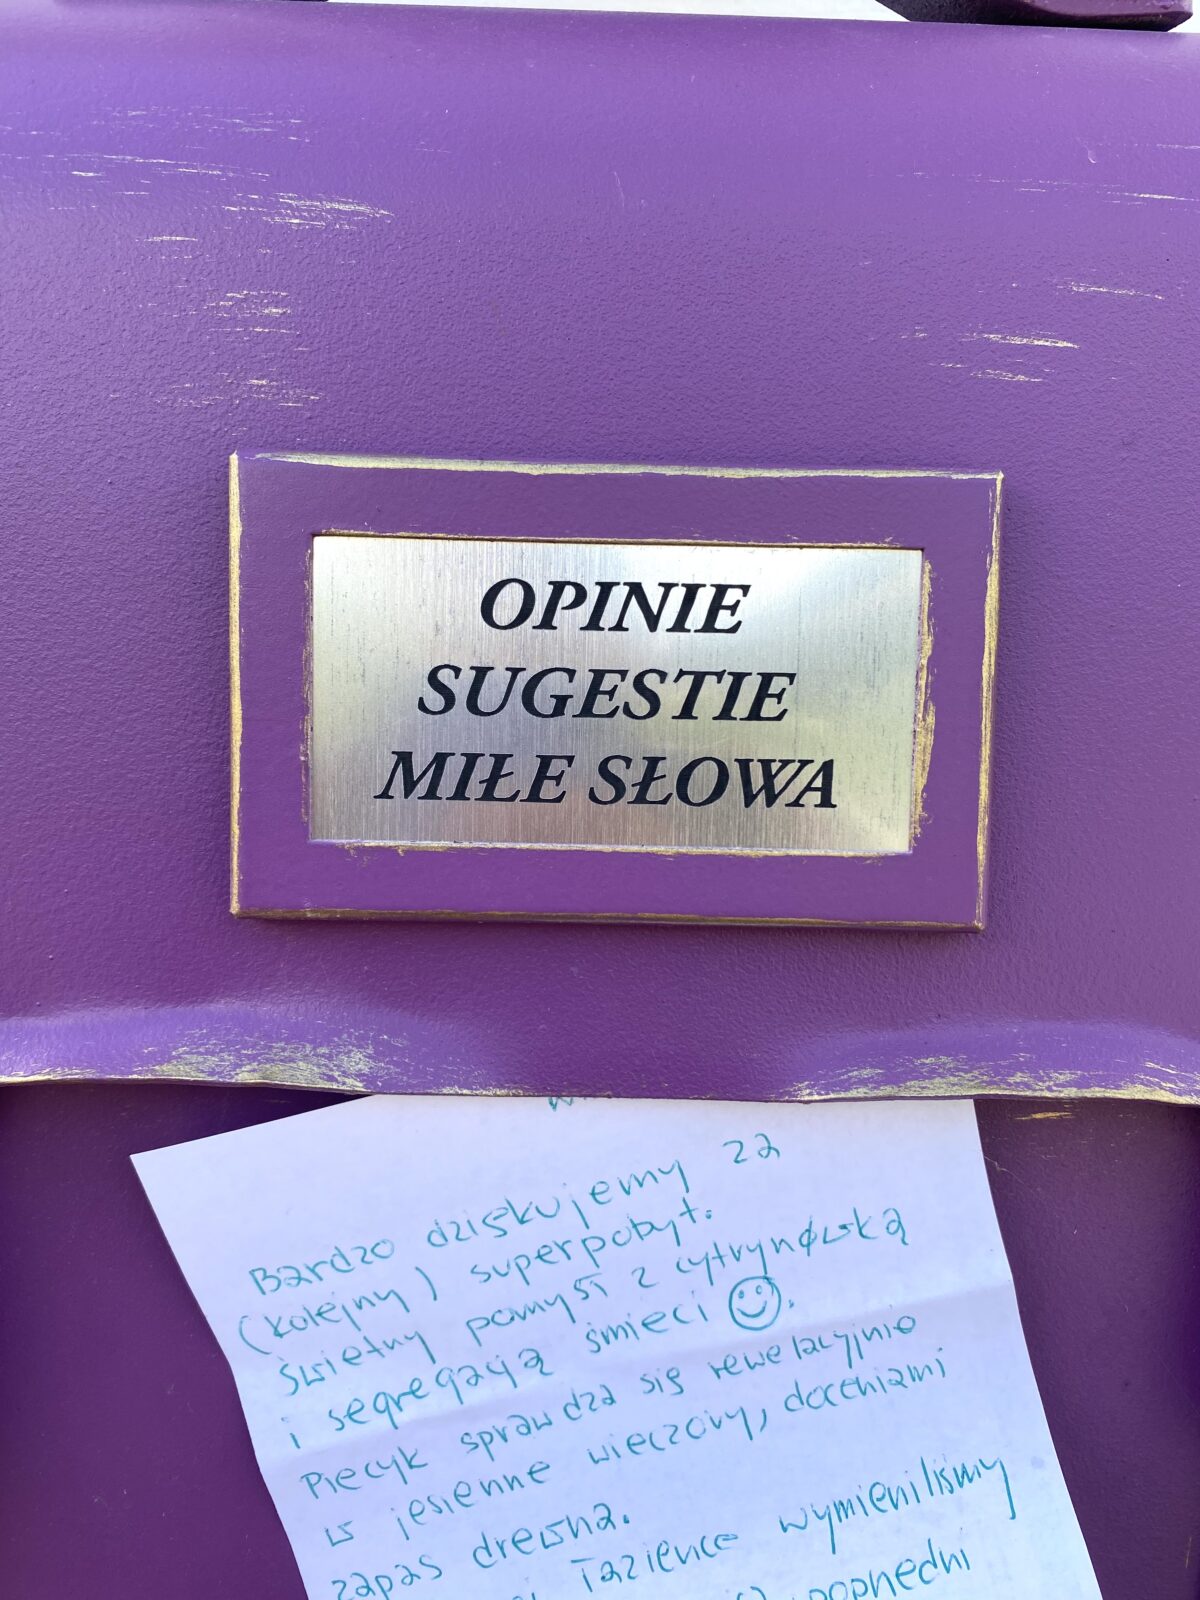 OPINIE
SUGESTIE
MIŁE SŁOWA
Bardzo dziękujemy za
(kolejny) superpobyt.
Świetny pomysł z cytrynówką
i segregacją śmieci
Piecyk sprawdza się rewelacyjnie
w jesienne wieczory,
zapas drewna.
łazience wymieniliśmy